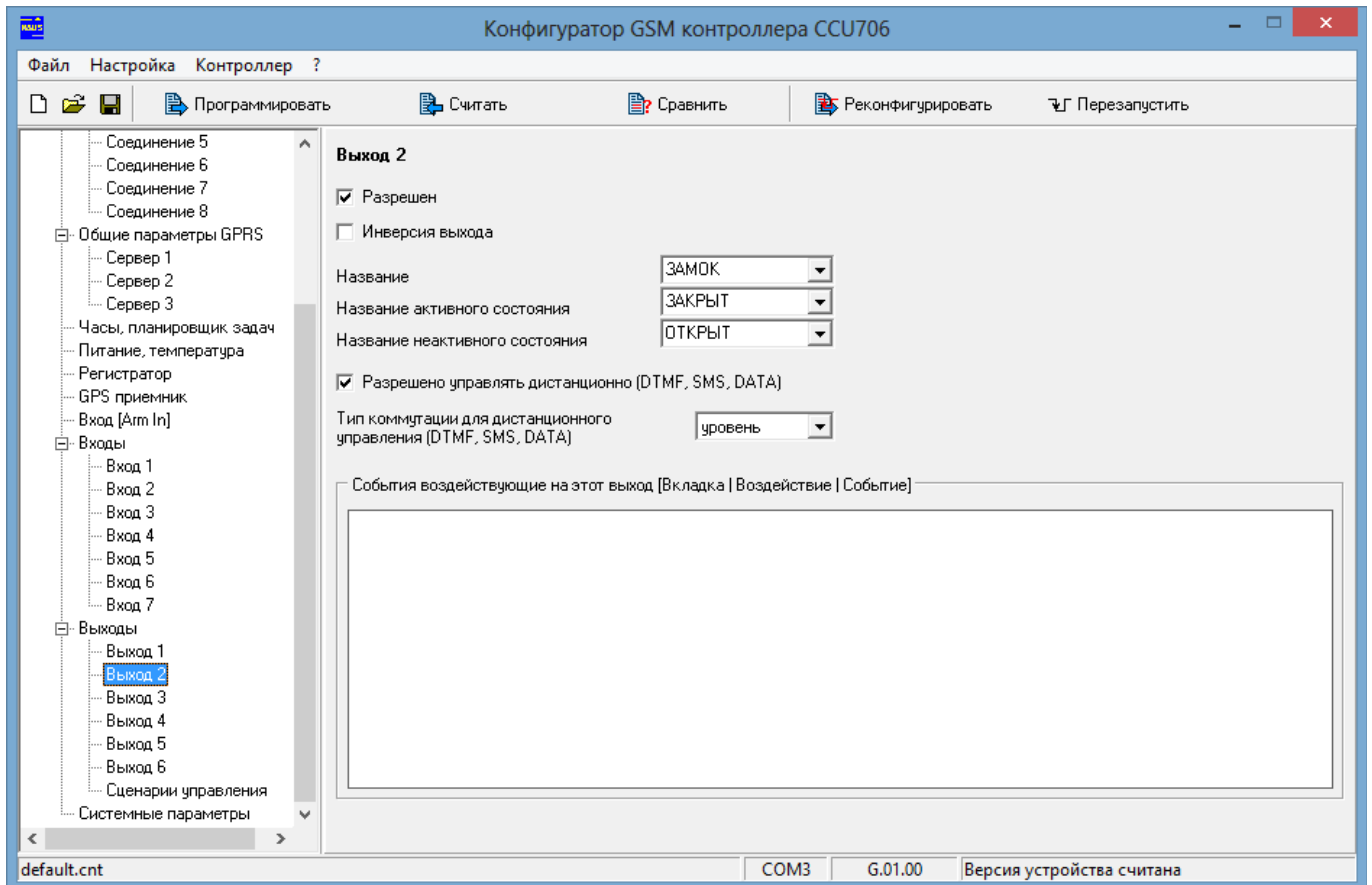 Конфигуратор GSM контроллера CCU706
Файл Настройка Контроллер ?
Программировать Считать Сравнить Реконфигурировать Перезапустить
Соединение 5
Соединение 6
Соединение 7
Соединение 8
Общие параметры GPRS
Сервер 1
Сервер 2
Сервер 3
Часы, планировщик задач
Питание, температура
Регистратор
GPS приемник
Вход [Arm In]
Входы
Вход 1
Вход 2
Вход 3
Вход 4
Вход 5
Вход 6
Вход 7
Выходы
Выход 1
Выход 2
Выход 3
Выход 4
Выход 5
Выход 6
Сценарии управления
Системные параметры
Выход 2
Разрешен
Инверсия выхода
Название ЗАМОК
Название активного состояния ЗАКРЫТ
Название неактивного состояния ОТКРЫТ
Разрешено управлять дистанционно (DTMF, SMS, DATA)
Тип коммутации для дистанционного
управления (DTMF, SMS, DATA) уровень
События воздействующие на этот выход [Вкладка | Воздействие | Событие]
default.cnt COM3 G.01.00 Версия устройства считана